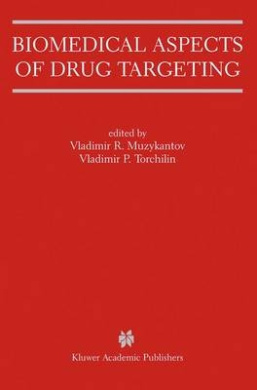 BIOMEDICAL ASPECTS
OF DRUG TARGETING
edited by
Vladimir R. Muzykantov
Vladimir P. Torchilin
Kluwer Academic Publishers